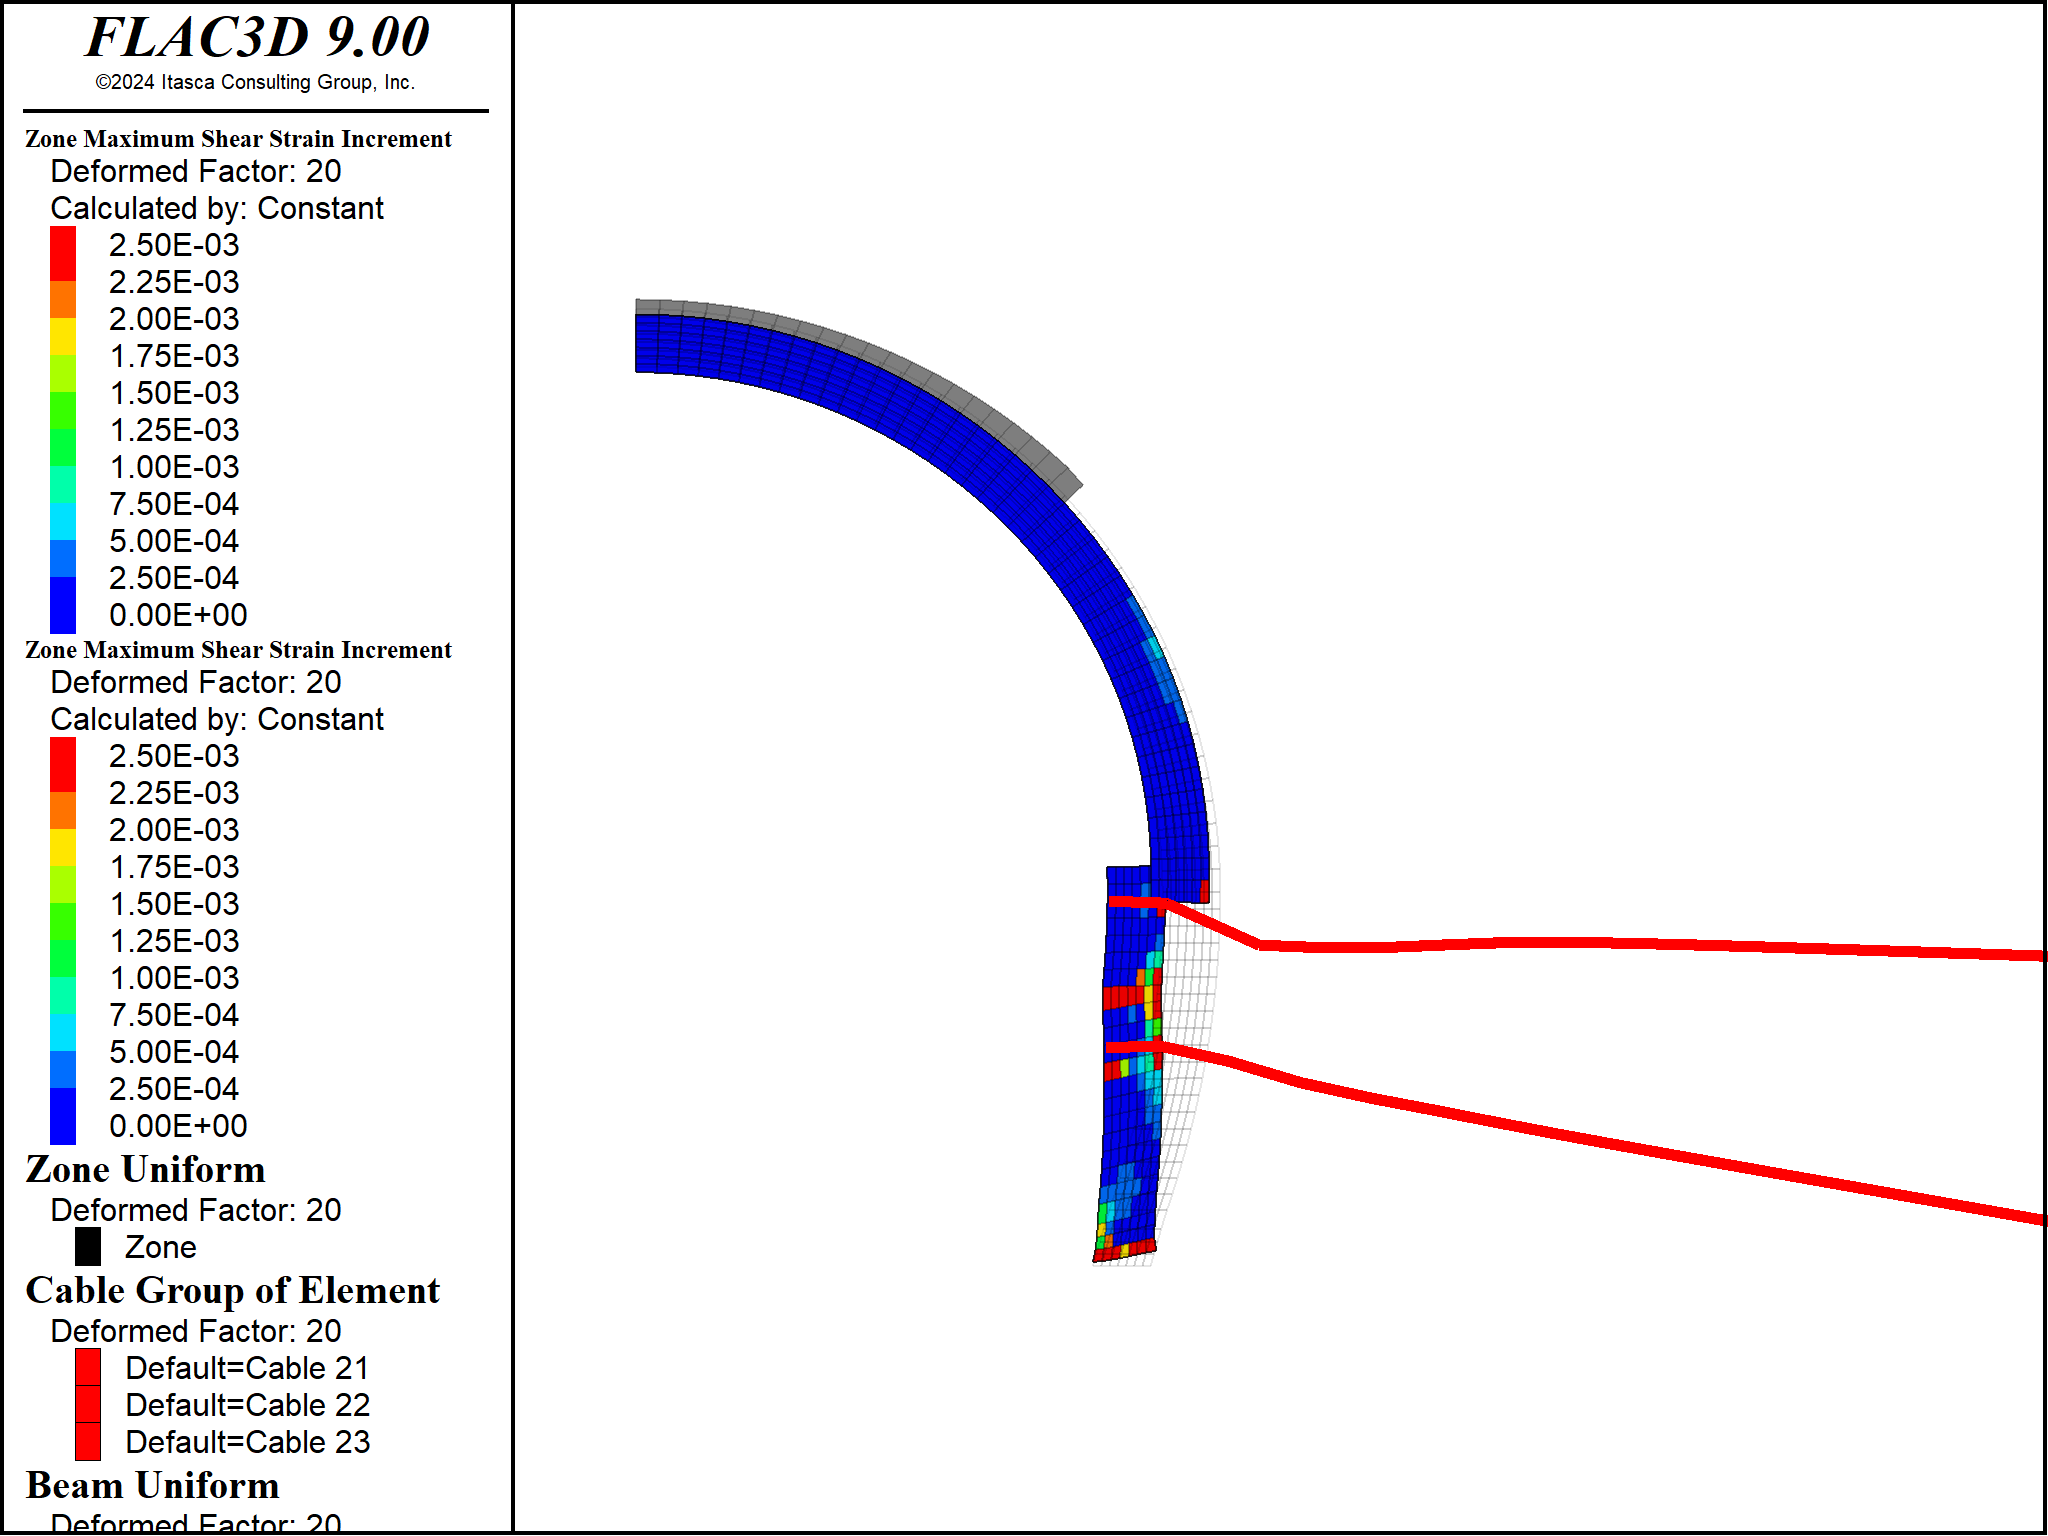 FLAC3D 9.00
©2024 Itasca Consulting Group, Inc.
Zone Maximum Shear Strain Increment
Deformed Factor: 20
Calculated by: Constant
2.50E-03
2.25E-03
2.00E-03
1.75E-03
1.50E-03
1.25E-03
1.00E-03
7.50E-04
5.00E-04
2.50E-04
0.00E+00
Zone Maximum Shear Strain Increment
Deformed Factor: 20
Calculated by: Constant
2.50E-03
2.25E-03
2.00E-03
1.75E-03
1.50E-03
1.25E-03
1.00E-03
7.50E-04
5.00E-04
2.50E-04
0.00E+00
Zone Uniform
Deformed Factor: 20
Zone
Cable Group of Element
Deformed Factor: 20
Default=Cable 21
Default=Cable 22
Default=Cable 23
Beam Uniform
Deformed Factor: 20